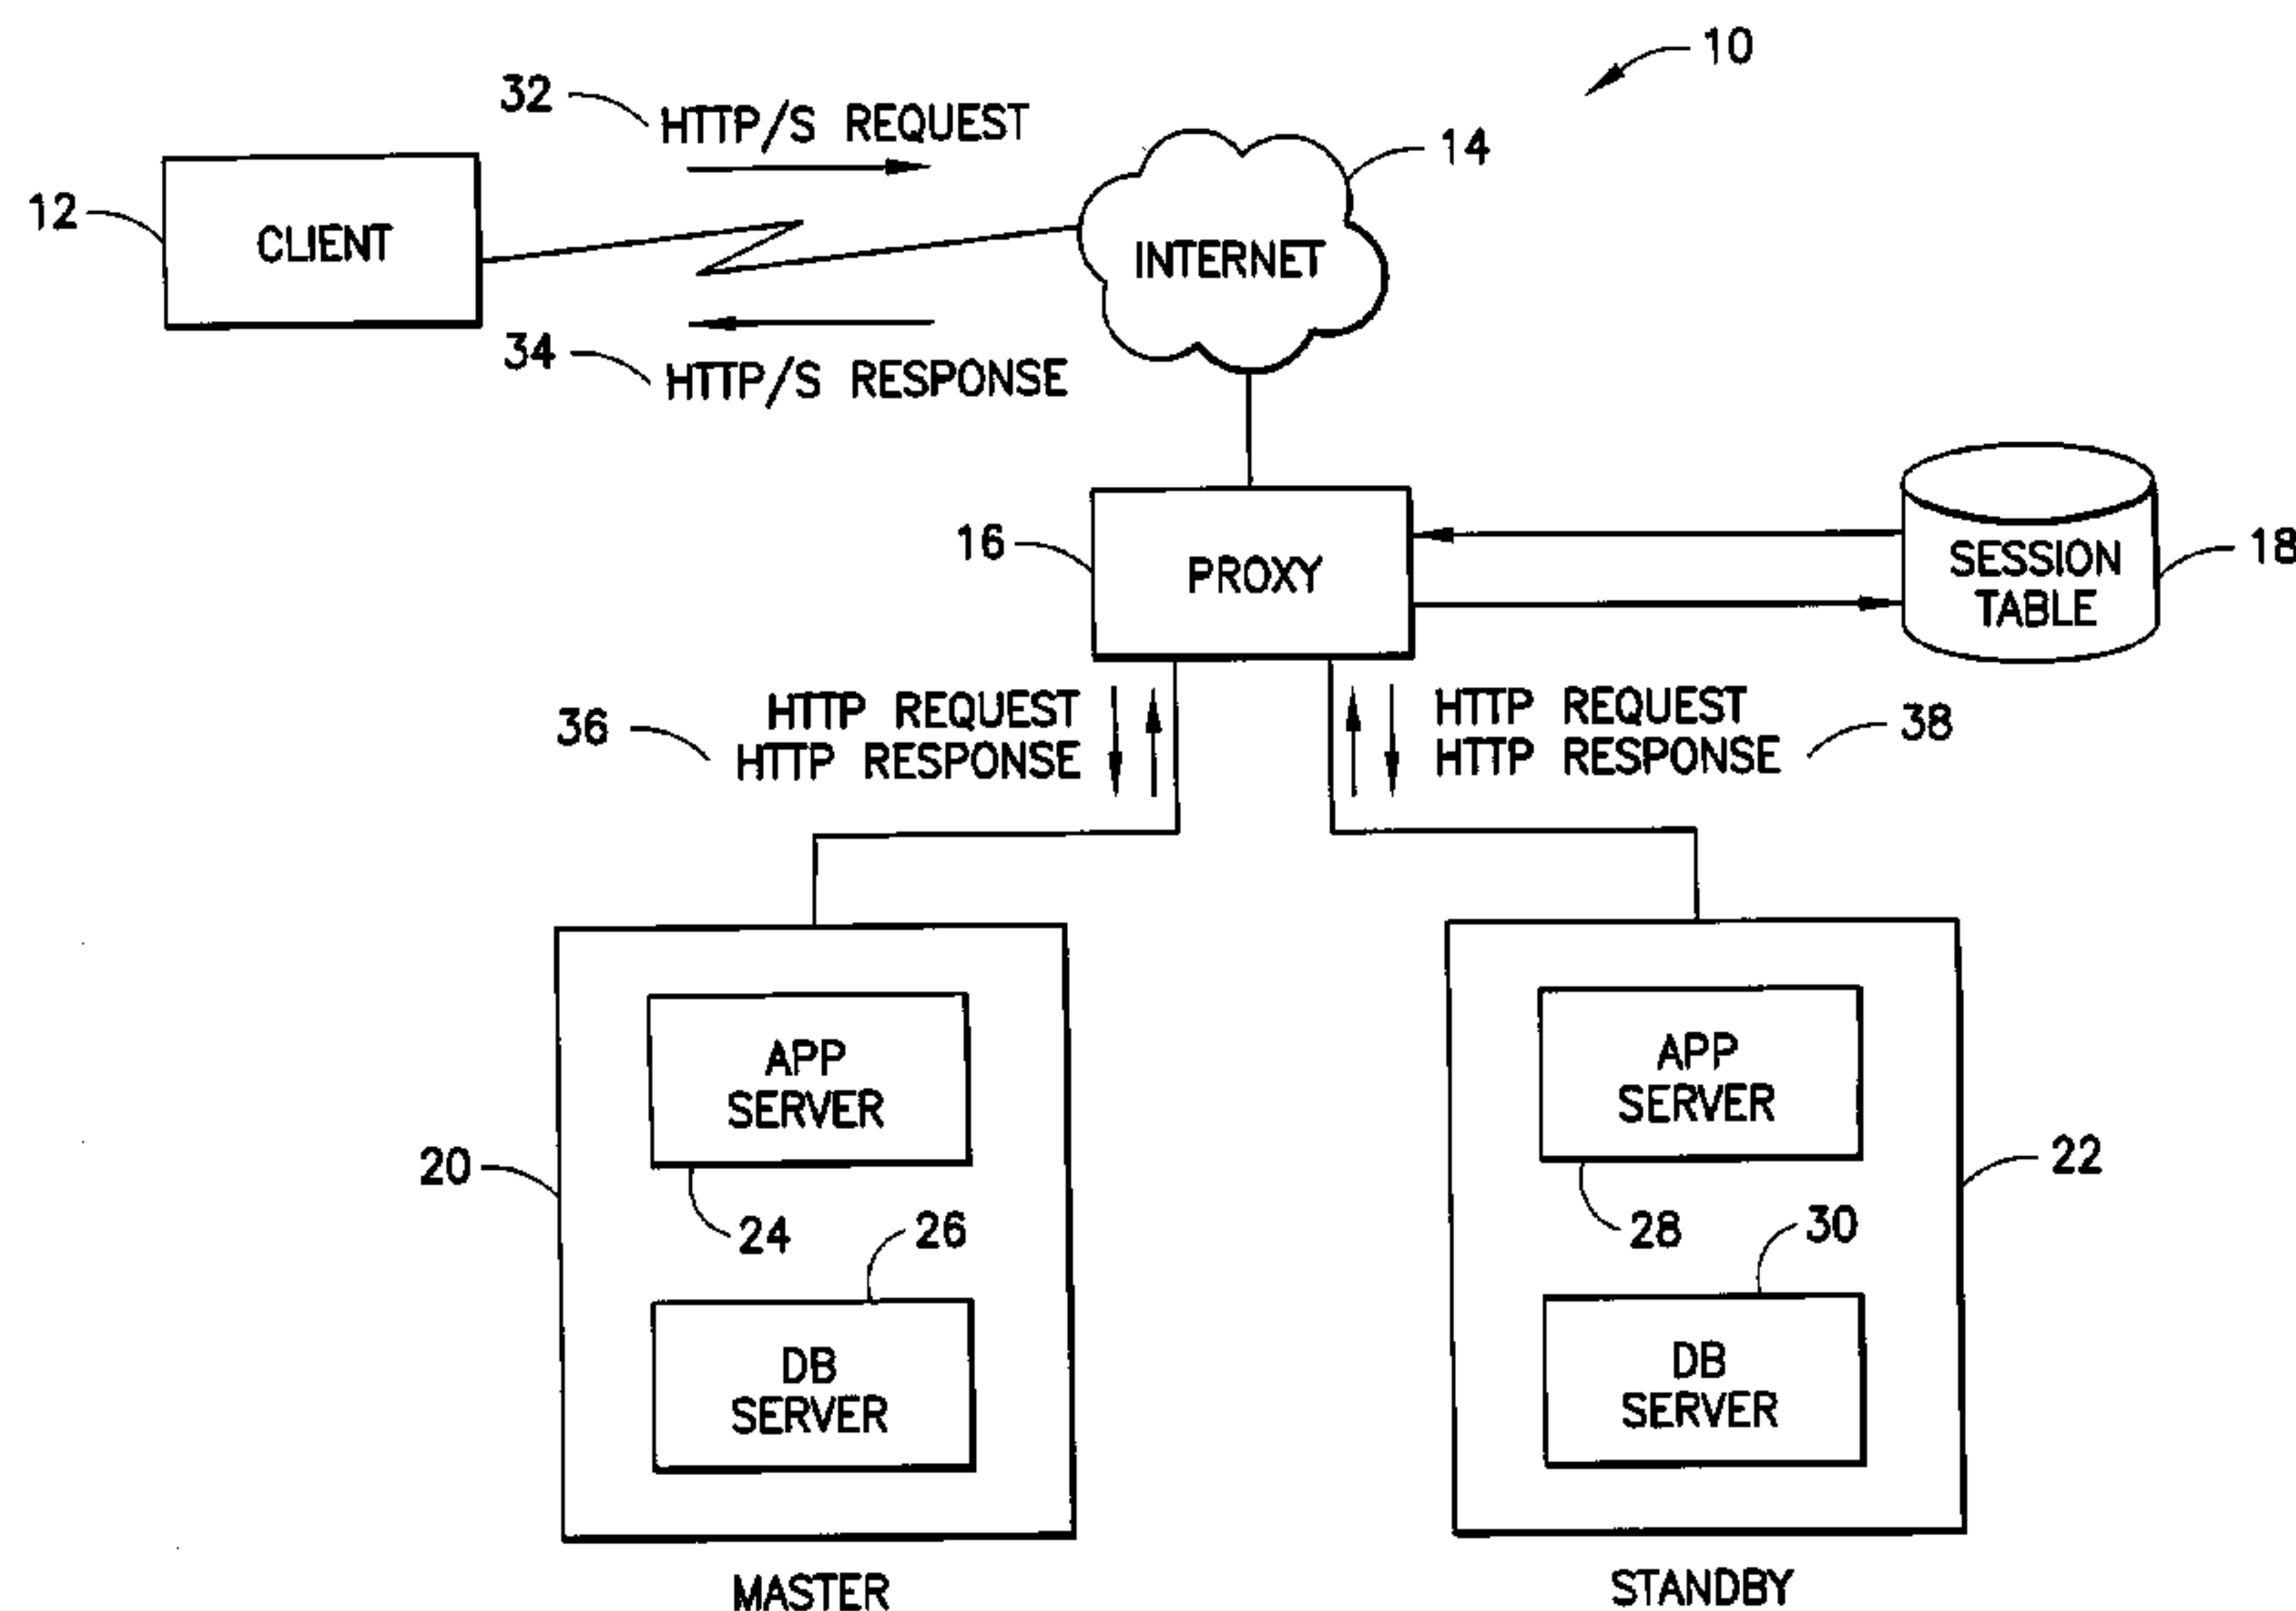 10
32
HTTP/S REQUEST
14
12
CLIENT
INTERNET
34
HTTP/S RESPONSE
16
PROXY
SESSION
TABLE
18
36
HTTP REQUEST
HTTP RESPONSE
HTTP REQUEST
HTTP RESPONSE
38
APP
SERVER
APP
SERVER
20
22
24
26
28
30
DB
SERVER
DB
SERVER
MASTER
STANDBY